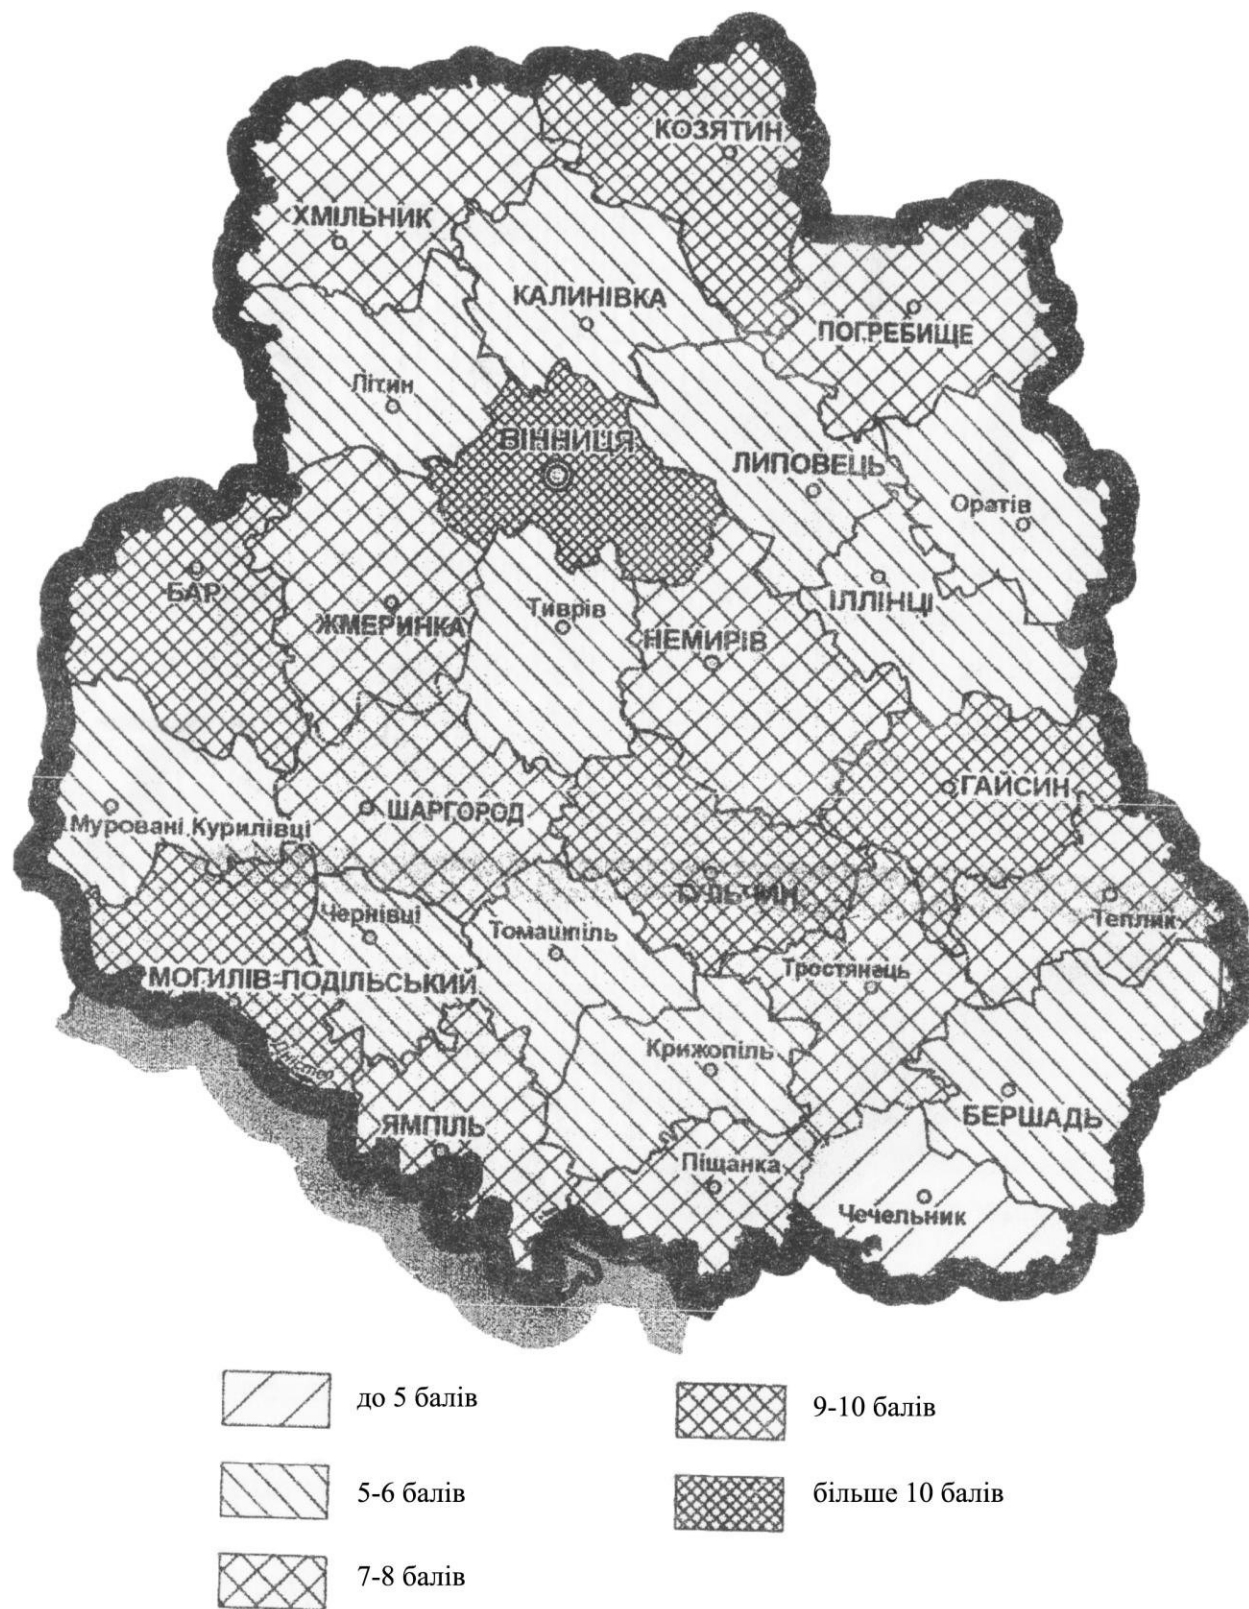 КОЗЯТИН
ХМІЛЬНИК
КАЛИНІВКА
ПОГРЕБИЩЕ
Літин
ВІННИЦЯ
ЛИПОВЕЦЬ
Оратів
БАР
ЖМЕРИНКА
Тиврів
НЕМИРІВ
ІЛЛІНЦІ
ГАЙСИН
ШАРГОРОД
Муровані Курилівці
ТУЛЬЧИН
Теплик
Чернівці
Томашпіль
Тростянець
МОГИЛІВ-ПОДІЛЬСЬКИЙ
Крижопіль
Дністер
ЯМПІЛЬ
БЕРШАДЬ
Піщанка
Чечельник
до 5 балів
9-10 балів
5-6 балів
більше 10 балів
7-8 балів